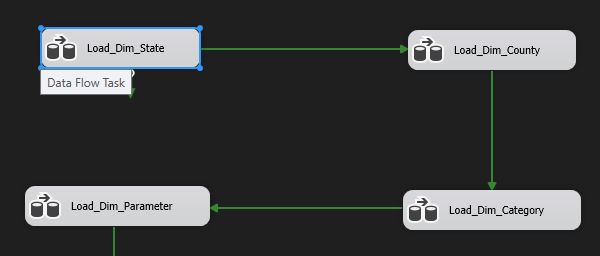 Load_Dim_State
Load_Dim_County
Data Flow Task
Load_Dim_Parameter
Load_Dim_Category